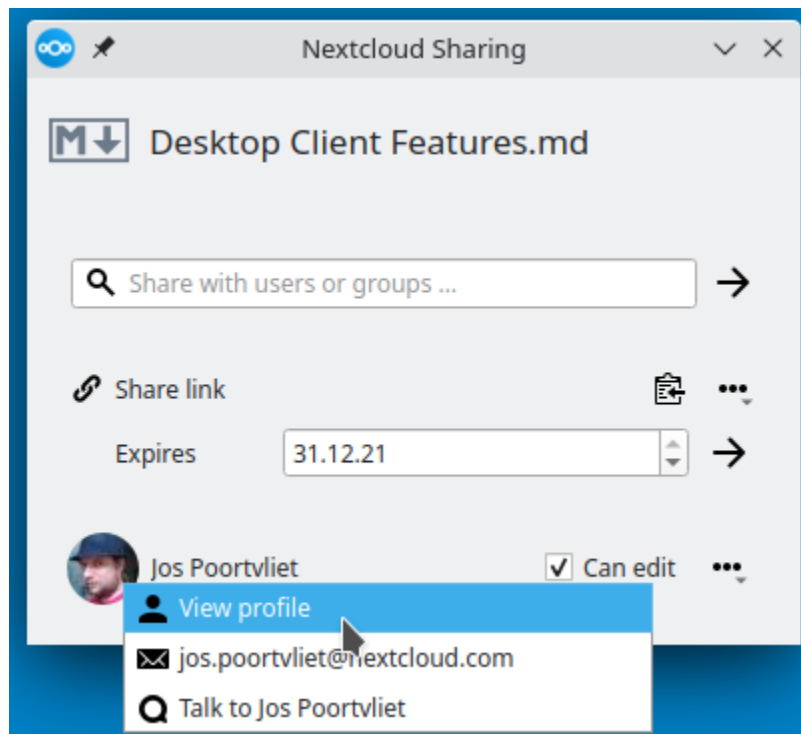 Nextcloud Sharing
M Desktop Client Features.md
Share with users or groups ...
Share link
Expires 31.12.21
Jos Poortvliet Can edit
View profile
jos.poortvliet@nextcloud.com
Talk to Jos Poortvliet